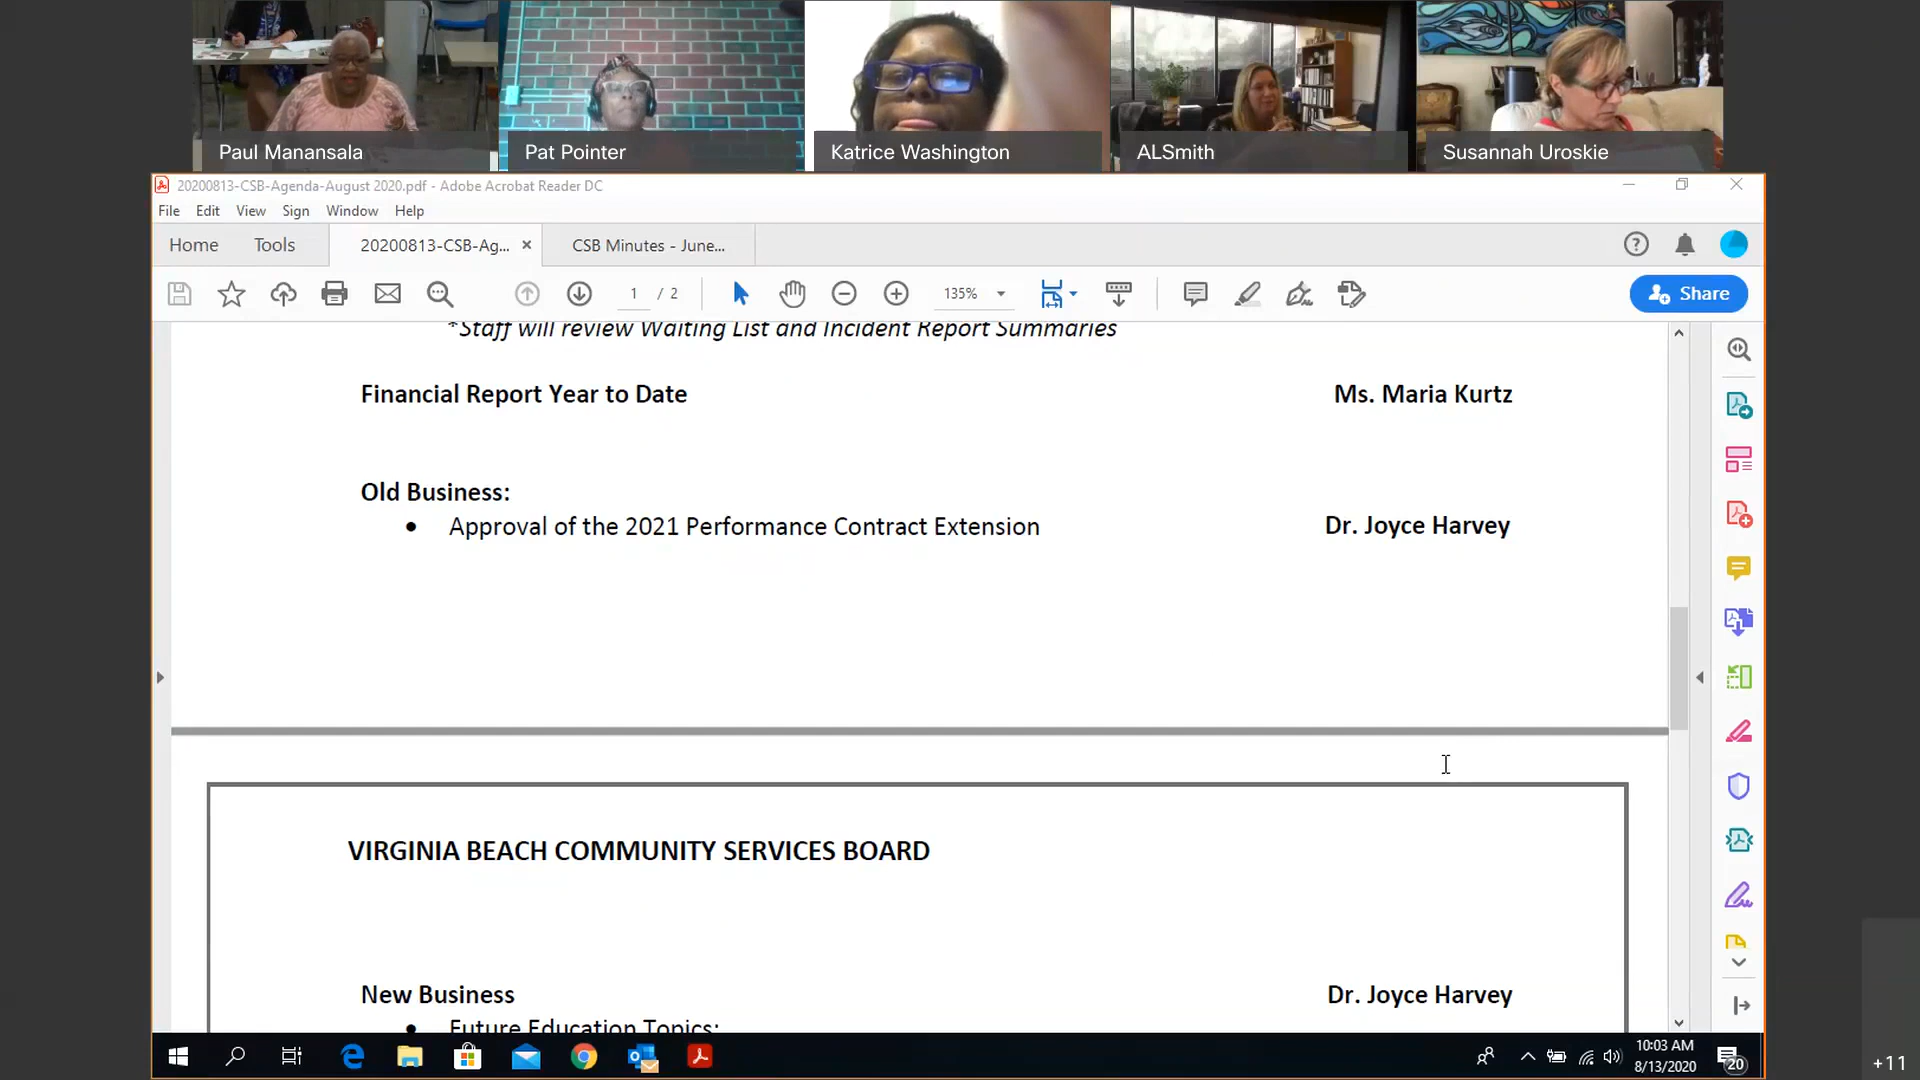 Paul Manansala
Pat Pointer
Katrice Washington
ALSmith
Susannah Uroskie
20200813-CSB-Agenda-August 2020.pdf - Adobe Acrobat Reader DC
File Edit View Sign Window Help
Home Tools 20200813-CSB-Ag... × CSB Minutes - June...
1 / 2 135% Share
*Staff will review Waiting List and Incident Report Summaries
Financial Report Year to Date Ms. Maria Kurtz
Old Business:
• Approval of the 2021 Performance Contract Extension Dr. Joyce Harvey
VIRGINIA BEACH COMMUNITY SERVICES BOARD
New Business Dr. Joyce Harvey
• Future Education Topics:
10:03 AM
8/13/2020
20
+11